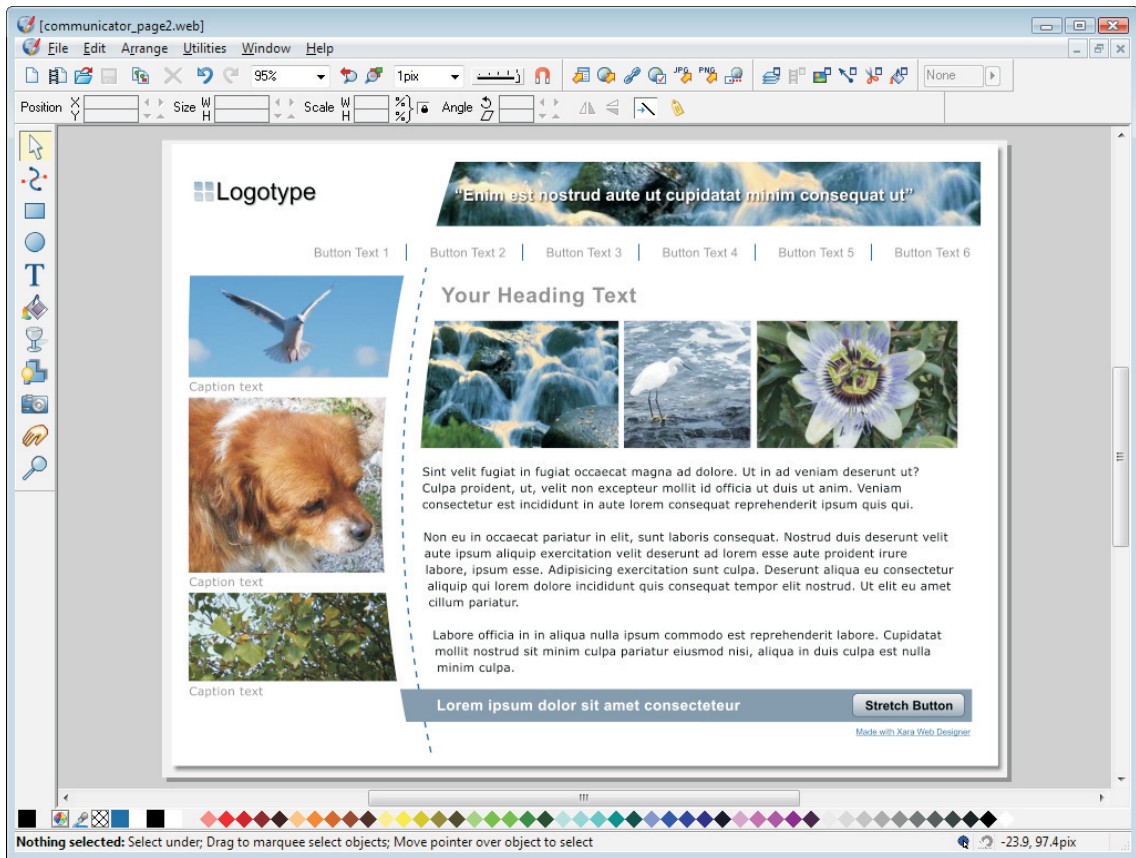 [communicator_page2.web]
File Edit Arrange Utilities Window Help
95% 1pix JPG PNG None
Position X Y Size W H Scale W H % % Angle
Logotype
“Enim est nostrud aute ut cupidatat minim consequat ut”
Button Text 1 Button Text 2 Button Text 3 Button Text 4 Button Text 5 Button Text 6
Your Heading Text
Caption text
Caption text
Caption text
Sint velit fugiat in fugiat occaecat magna ad dolore. Ut in ad veniam deserunt ut?
Culpa proident, ut, velit non excepteur mollit id officia ut duis ut anim. Veniam
consectetur est incididunt in aute lorem consequat reprehenderit ipsum quis qui.
Non eu in occaecat pariatur in elit, sunt laboris consequat. Nostrud duis deserunt velit
aute ipsum aliquip exercitation velit deserunt ad lorem esse aute proident irure
labore, ipsum esse. Adipisicing exercitation sunt culpa. Deserunt aliqua eu consectetur
aliquip qui lorem dolore incididunt quis consequat tempor elit nostrud. Ut elit eu amet
cillum pariatur.
Labore officia in in aliqua nulla ipsum commodo est reprehenderit labore. Cupidatat
mollit nostrud sit minim culpa pariatur eiusmod nisi, aliqua in duis culpa est nulla
minim culpa.
Lorem ipsum dolor sit amet consecteteur
Stretch Button
Made with Xara Web Designer
Nothing selected: Select under; Drag to marquee select objects; Move pointer over object to select
-23.9, 97.4pix